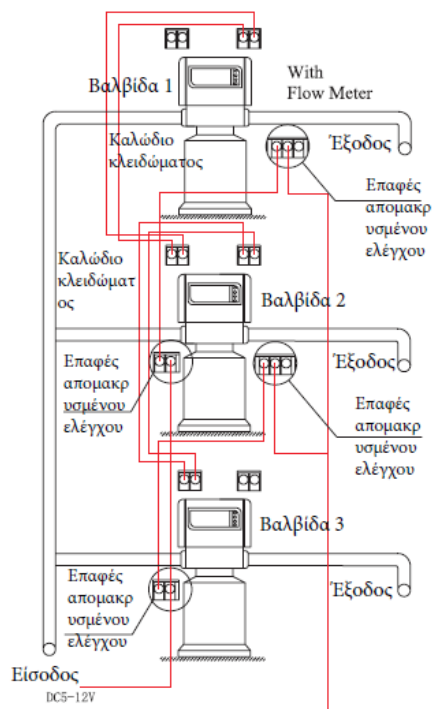 Βαλβίδα 1
With
Flow Meter
Καλώδιο
κλειδώματος
Έξοδος
Επαφές
απομακρ
υσμένου
ελέγχου
Καλώδιο
κλειδώματ
ος
Βαλβίδα 2
Επαφές
απομακρ
υσμένου
ελέγχου
Έξοδος
Επαφές
απομακρ
υσμένου
ελέγχου
Βαλβίδα 3
Επαφές
απομακρ
υσμένου
ελέγχου
Έξοδος
Είσοδος
DC5-12V